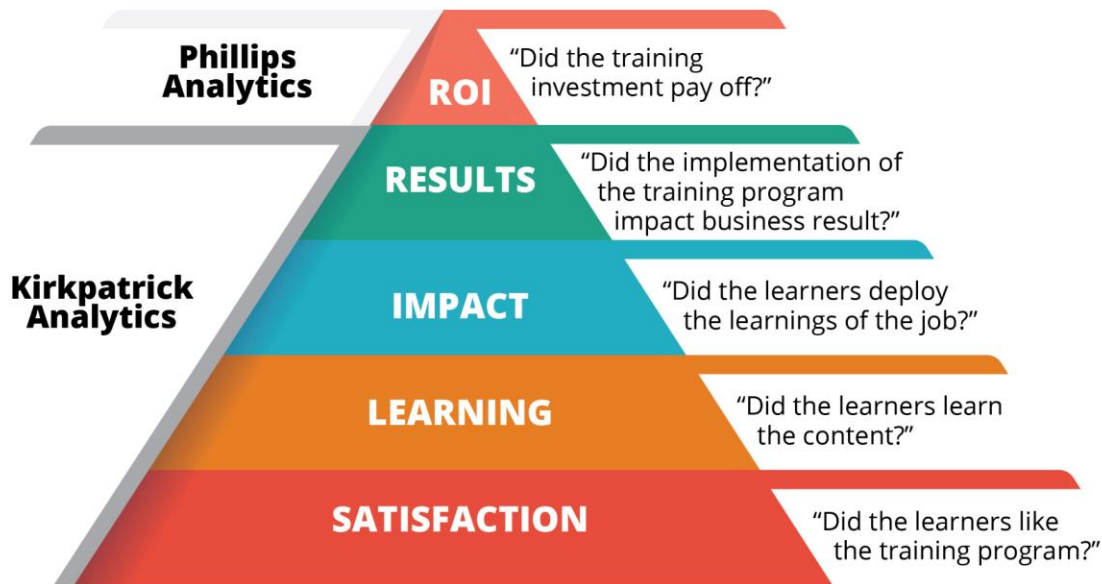 Phillips
Analytics
ROI
“Did the training
investment pay off?”
RESULTS
“Did the implementation of
the training program
impact business result?”
Kirkpatrick
Analytics
IMPACT
“Did the learners deploy
the learnings of the job?”
LEARNING
“Did the learners learn
the content?”
SATISFACTION
“Did the learners like
the training program?”